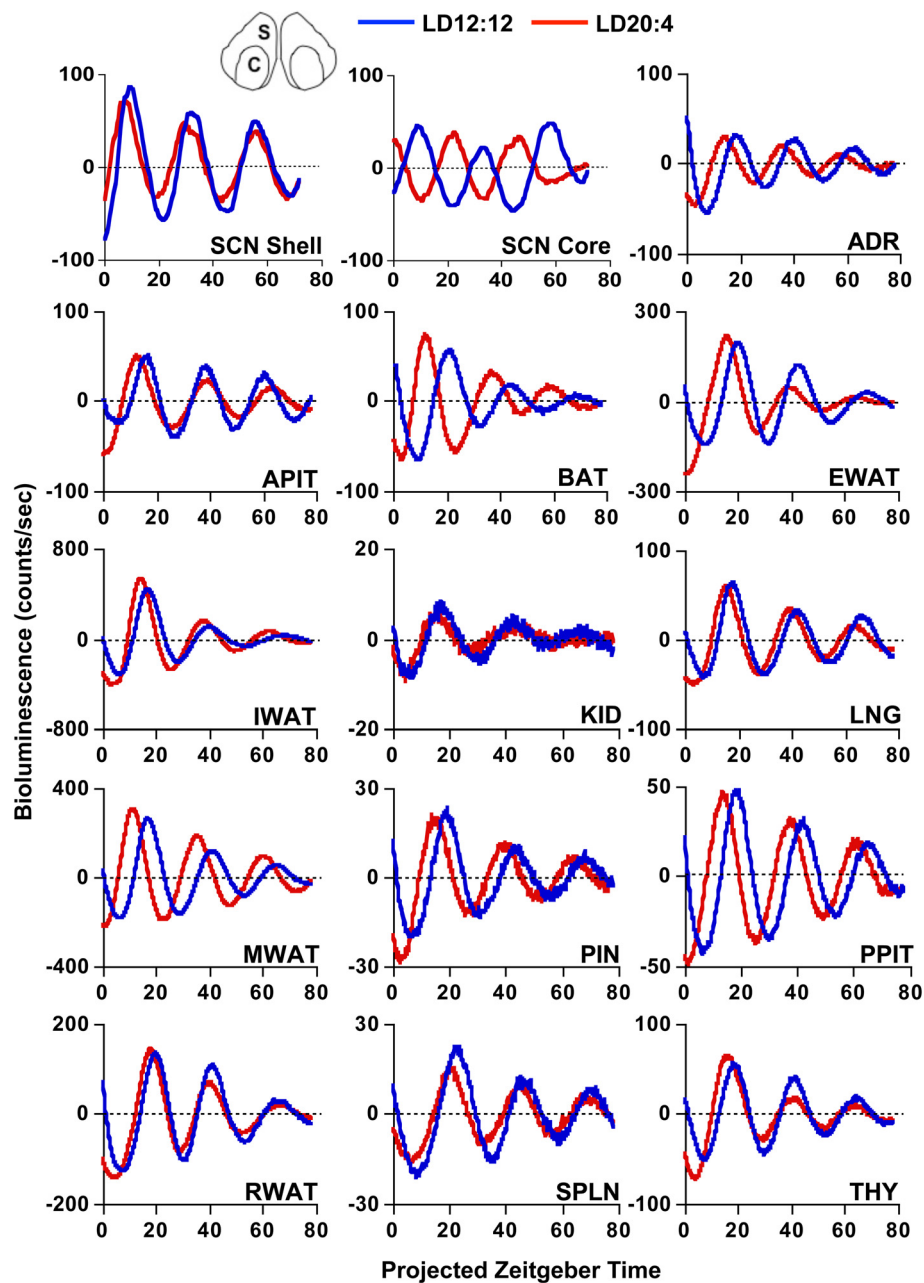 LD12:12 LD20:4
S
C
100
0
-100
0 20 40 60 80
SCN Shell
100
0
-100
0 20 40 60 80
SCN Core
100
0
-100
0 20 40 60 80
ADR
100
0
-100
0 20 40 60 80
APIT
100
0
-100
0 20 40 60 80
BAT
300
0
-300
0 20 40 60 80
EWAT
Bioluminescence (counts/sec)
800
0
-800
0 20 40 60 80
IWAT
20
0
-20
0 20 40 60 80
KID
100
0
-100
0 20 40 60 80
LNG
400
0
-400
0 20 40 60 80
MWAT
30
0
-30
0 20 40 60 80
PIN
50
0
-50
0 20 40 60 80
PPIT
200
0
-200
0 20 40 60 80
RWAT
30
0
-30
0 20 40 60 80
SPLN
100
0
-100
0 20 40 60 80
THY
Projected Zeitgeber Time